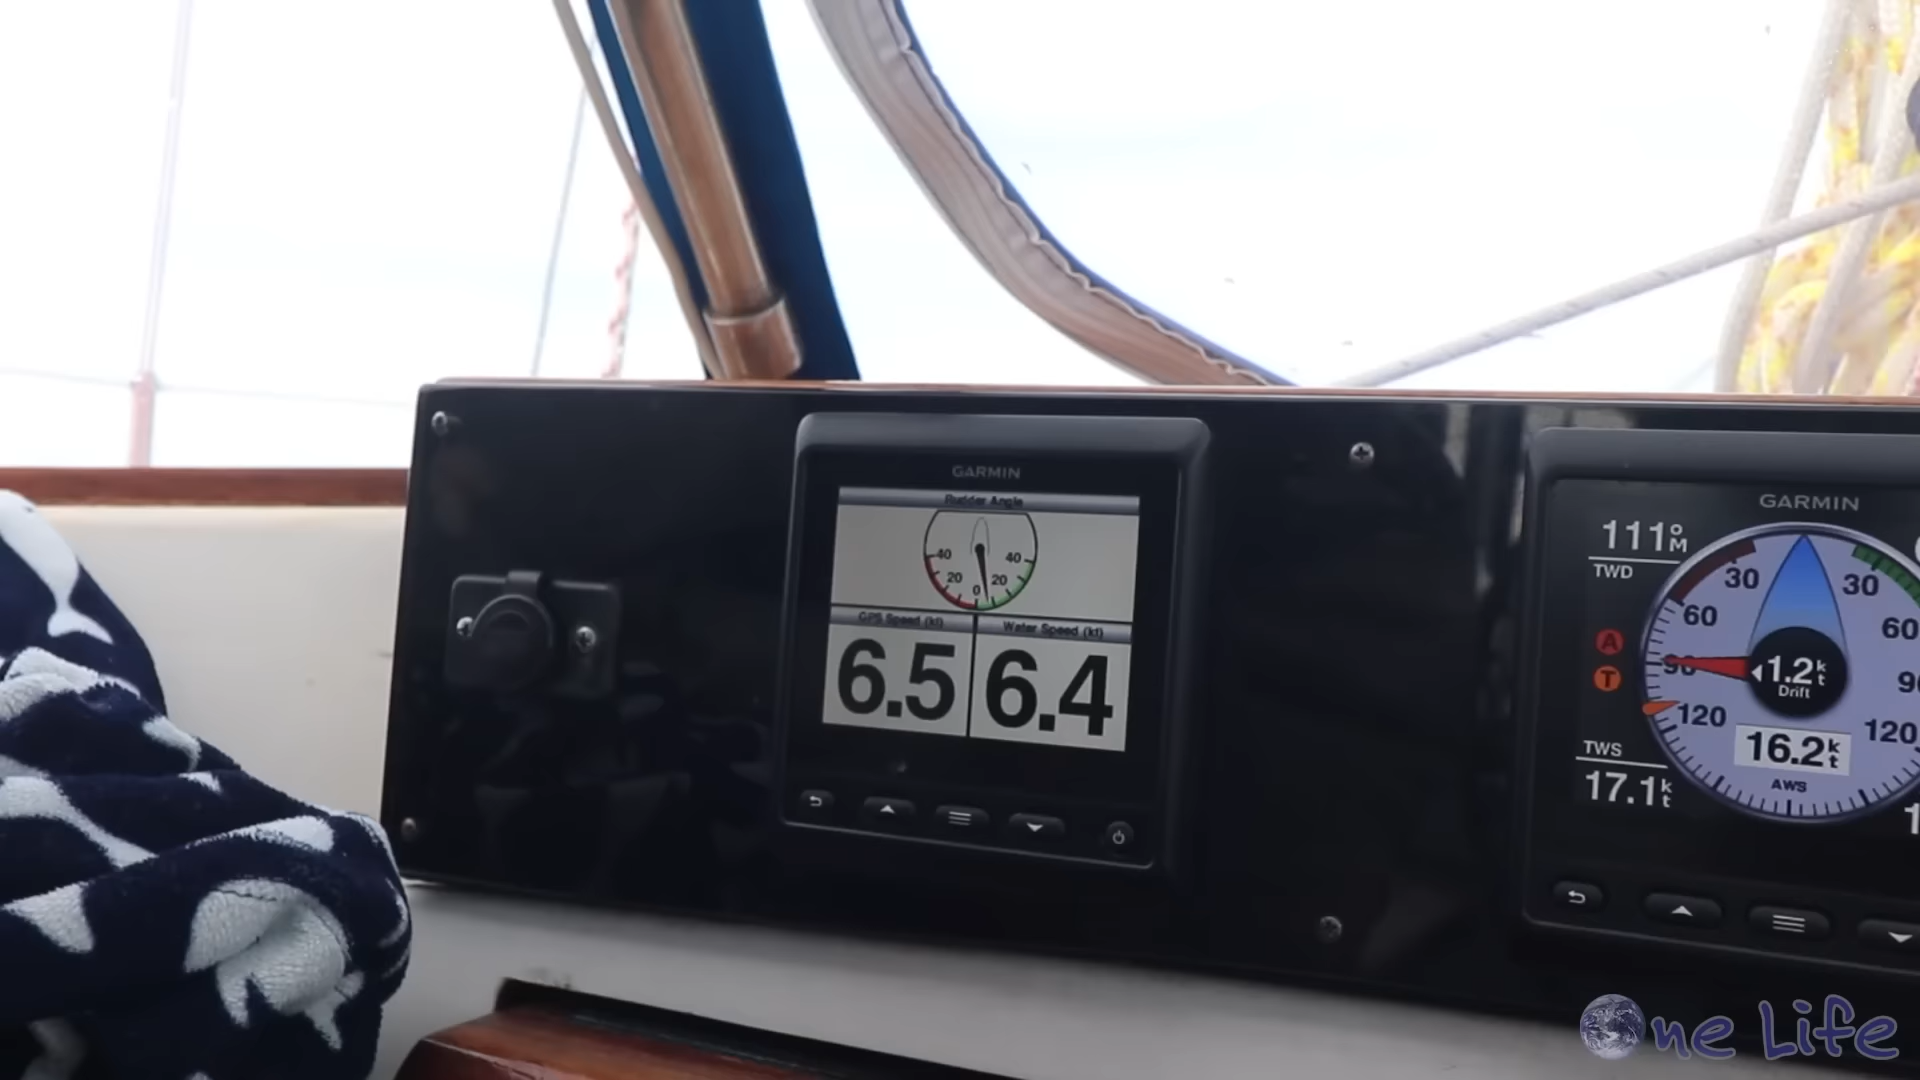 GARMIN
Rudder Angle
40 40
20 20
0
GPS Speed (kt) Water Speed (kt)
6.5 6.4
GARMIN
111°M
TWD
30 30
60 60
A
90
1.2kt
Drift
T
120 120
16.2kt
AWS
TWS
17.1kt
One Life